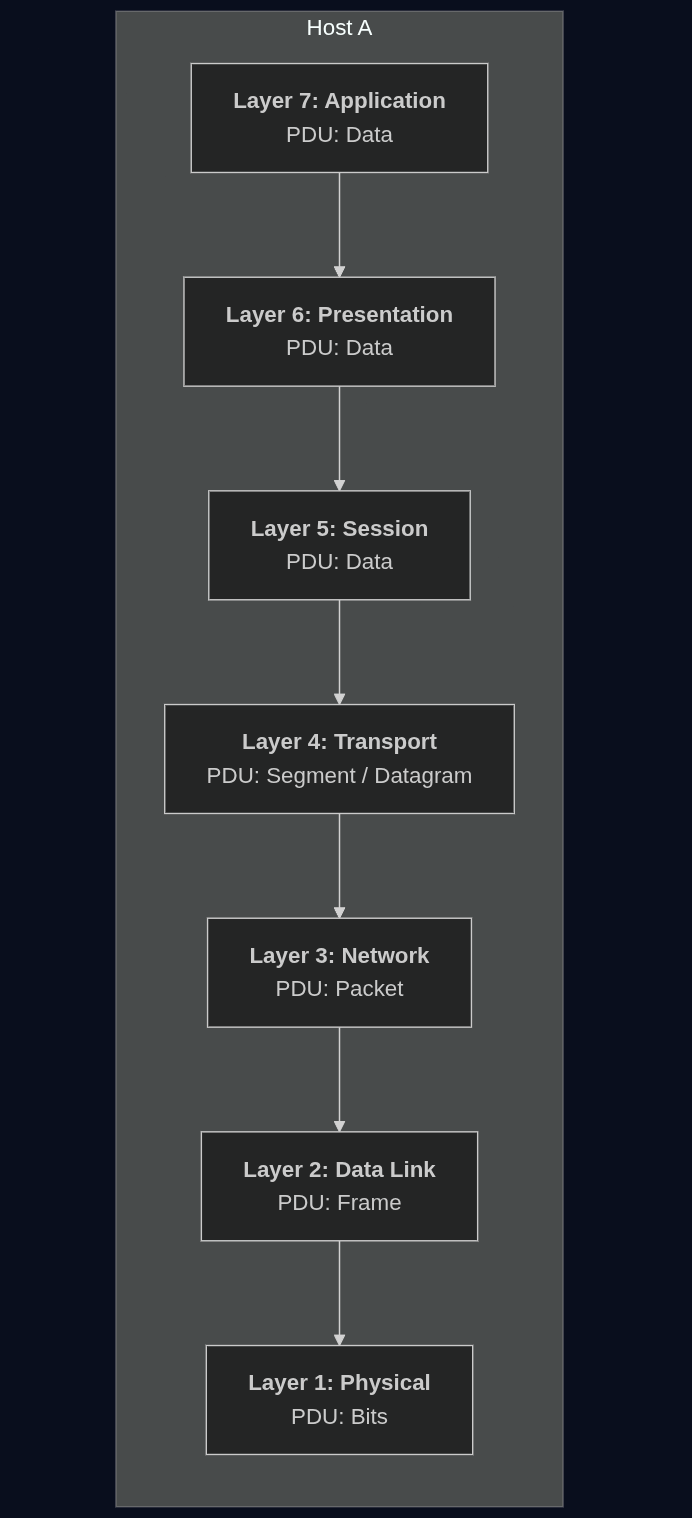 Host A
Layer 7: Application
PDU: Data
Layer 6: Presentation
PDU: Data
Layer 5: Session
PDU: Data
Layer 4: Transport
PDU: Segment / Datagram
Layer 3: Network
PDU: Packet
Layer 2: Data Link
PDU: Frame
Layer 1: Physical
PDU: Bits